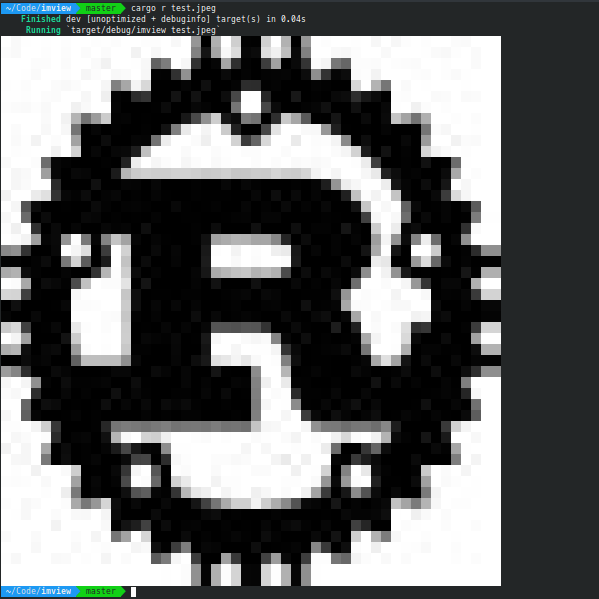 ~/Code/imview master cargo r test.jpeg
Finished dev [unoptimized + debuginfo] target(s) in 0.04s
Running `target/debug/imview test.jpeg`
R
~/Code/imview master